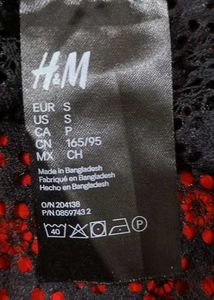 H&M
EUR S
US S
CA P
CN 165/95
MX CH
Made in Bangladesh
Fabriqué en Bangladesh
Hecho en Bangladesh
O/N 204138
P/N 0859743 2
40 P